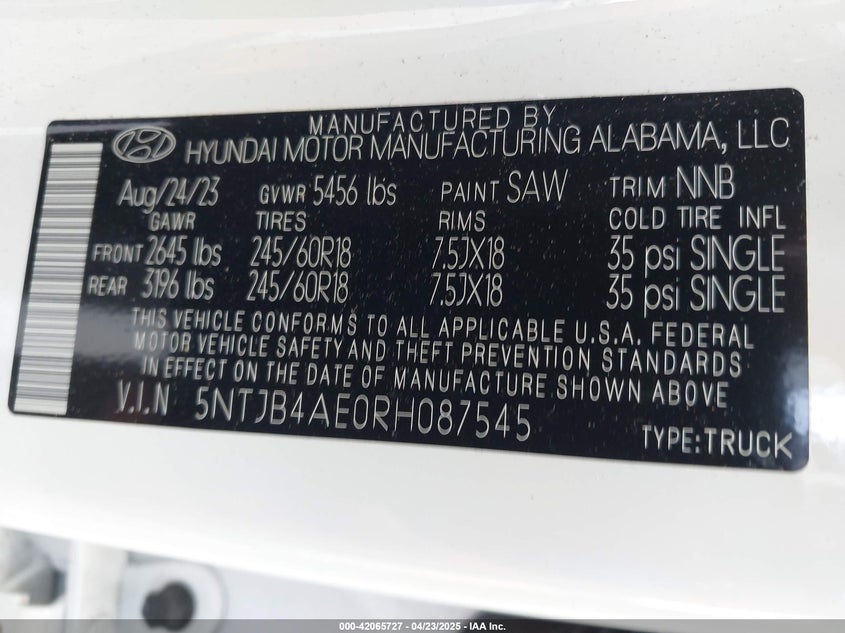 MANUFACTURED BY
HYUNDAI MOTOR MANUFACTURING ALABAMA, LLC
Aug/24/23 GVWR 5456 lbs PAINT SAW TRIM NNB
GAWR TIRES RIMS COLD TIRE INFL
FRONT 2645 lbs 245/60R18 7.5JX18 35 psi SINGLE
REAR 3196 lbs 245/60R18 7.5JX18 35 psi SINGLE
THIS VEHICLE CONFORMS TO ALL APPLICABLE U.S.A. FEDERAL
MOTOR VEHICLE SAFETY AND THEFT PREVENTION STANDARDS
IN EFFECT ON THE DATE OF MANUFACTURE SHOWN ABOVE
V.I.N 5NTJB4AE0RH087545
TYPE:TRUCK
000-42065727 - 04/23/2025 - IAA Inc.